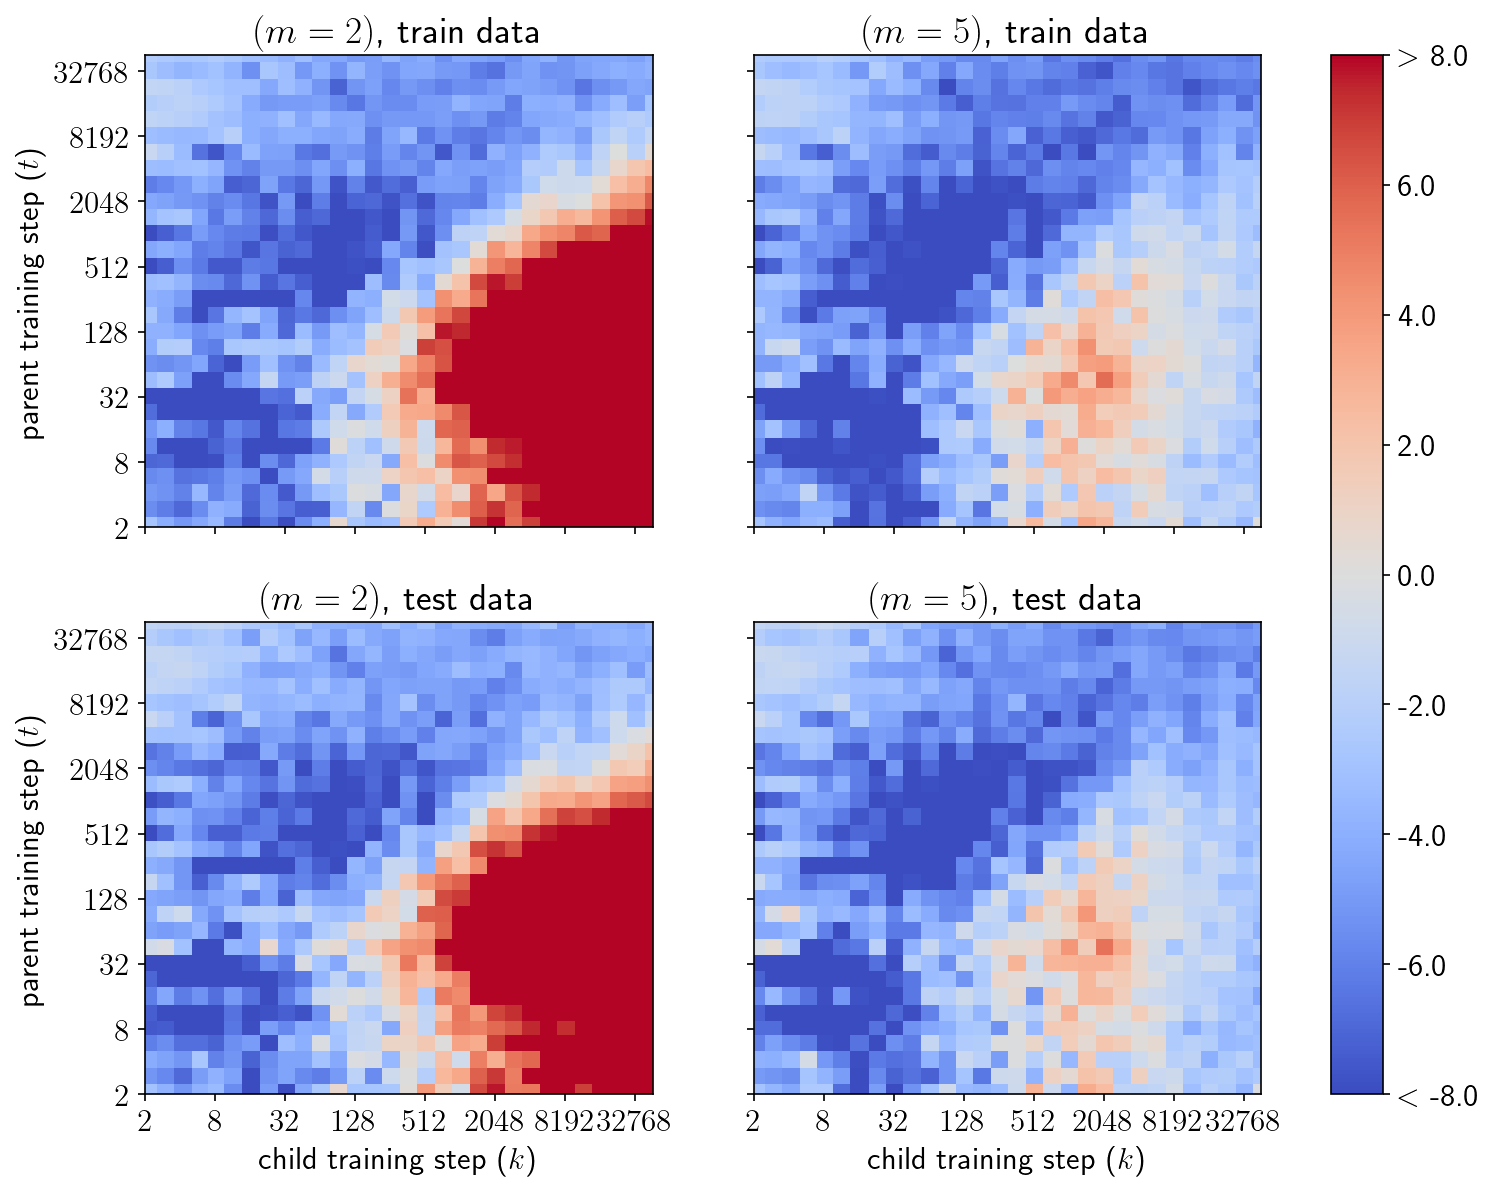 (m = 2), train data
(m = 5), train data
parent training step (t)
32768
8192
2048
512
128
32
8
2
> 8.0
6.0
4.0
2.0
0.0
-2.0
-4.0
-6.0
< -8.0
(m = 2), test data
(m = 5), test data
parent training step (t)
32768
8192
2048
512
128
32
8
2
2 8 32 128 512 2048 8192 32768
2 8 32 128 512 2048 8192 32768
child training step (k)
child training step (k)